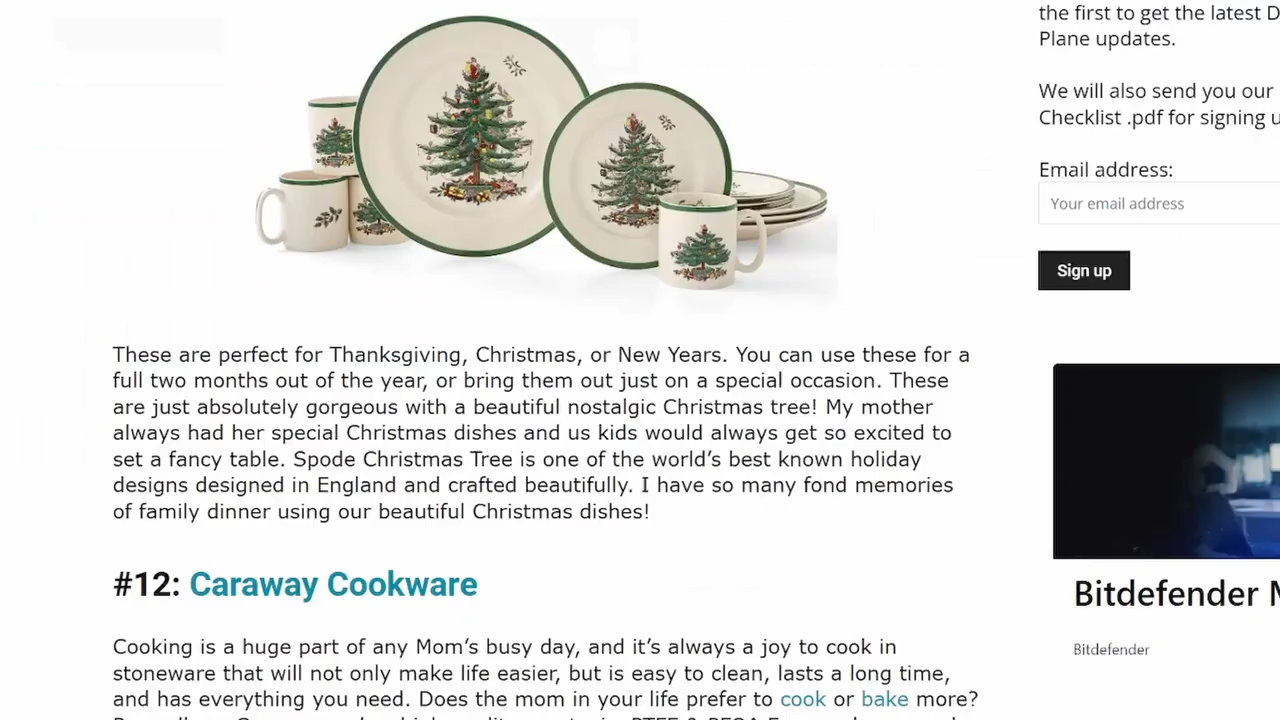 the first to get the latest D
Plane updates.
We will also send you our
Checklist .pdf for signing u
Email address:
Your email address
Sign up
These are perfect for Thanksgiving, Christmas, or New Years. You can use these for a
full two months out of the year, or bring them out just on a special occasion. These
are just absolutely gorgeous with a beautiful nostalgic Christmas tree! My mother
always had her special Christmas dishes and us kids would always get so excited to
set a fancy table. Spode Christmas Tree is one of the world’s best known holiday
designs designed in England and crafted beautifully. I have so many fond memories
of family dinner using our beautiful Christmas dishes!
#12: Caraway Cookware
Cooking is a huge part of any Mom’s busy day, and it’s always a joy to cook in
stoneware that will not only make life easier, but is easy to clean, lasts a long time,
and has everything you need. Does the mom in your life prefer to cook or bake more?
Bitdefender M
Bitdefender